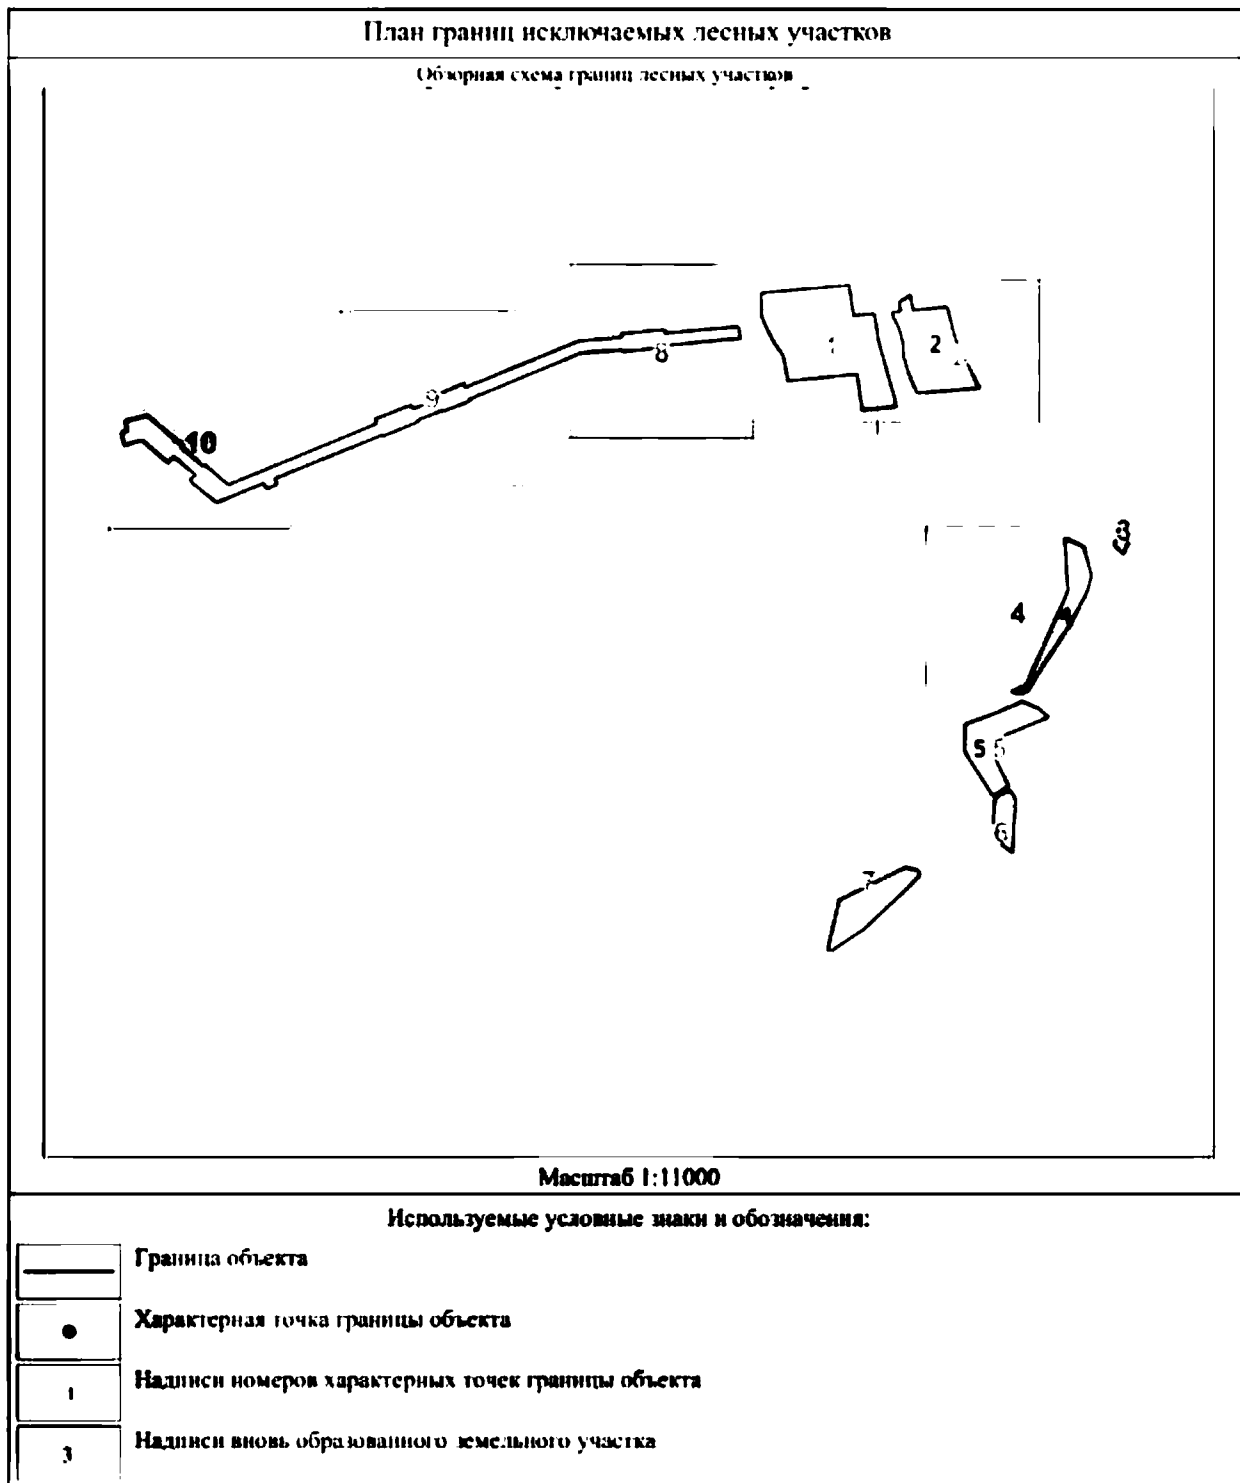 План границ исключаемых лесных участков
Обзорная схема границ лесных участков
1
2
8
9
10
3
4
4
5 5
6
7
Масштаб 1:11000
Используемые условные знаки и обозначения:
Граница объекта
Характерная точка границы объекта
1
Надписи номеров характерных точек границы объекта
3
Надписи вновь образованного земельного участка